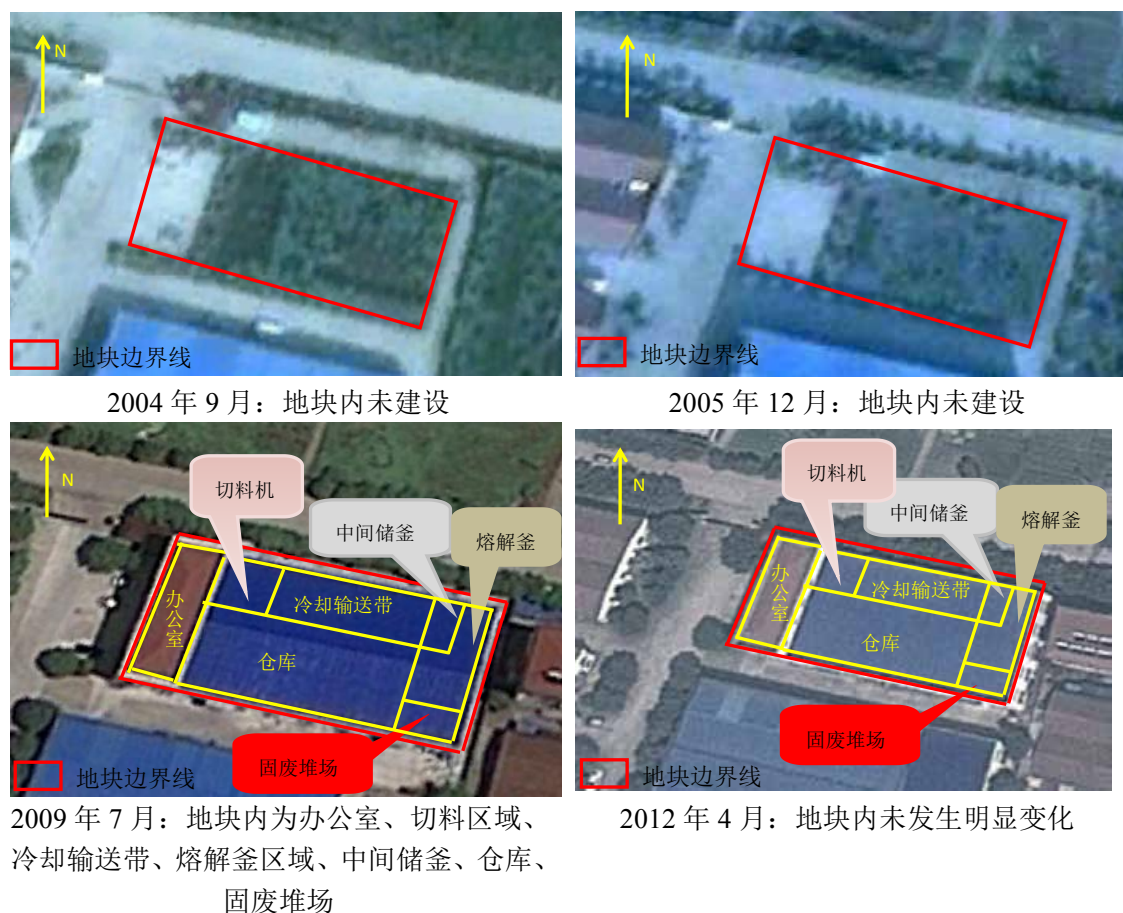 N
地块边界线
2004 年 9 月：地块内未建设
N
地块边界线
2005 年 12 月：地块内未建设
N
切料机
中间储釜
熔解釜
办公室
冷却输送带
仓库
固废堆场
地块边界线
2009 年 7 月：地块内为办公室、切料区域、
冷却输送带、熔解釜区域、中间储釜、仓库、
固废堆场
N
切料机
中间储釜
熔解釜
办公室
冷却输送带
仓库
固废堆场
地块边界线
2012 年 4 月：地块内未发生明显变化